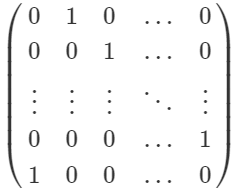 0 1 0 … 0
0 0 1 … 0
⋮ ⋮ ⋮ ⋱ ⋮
0 0 0 … 1
1 0 0 … 0